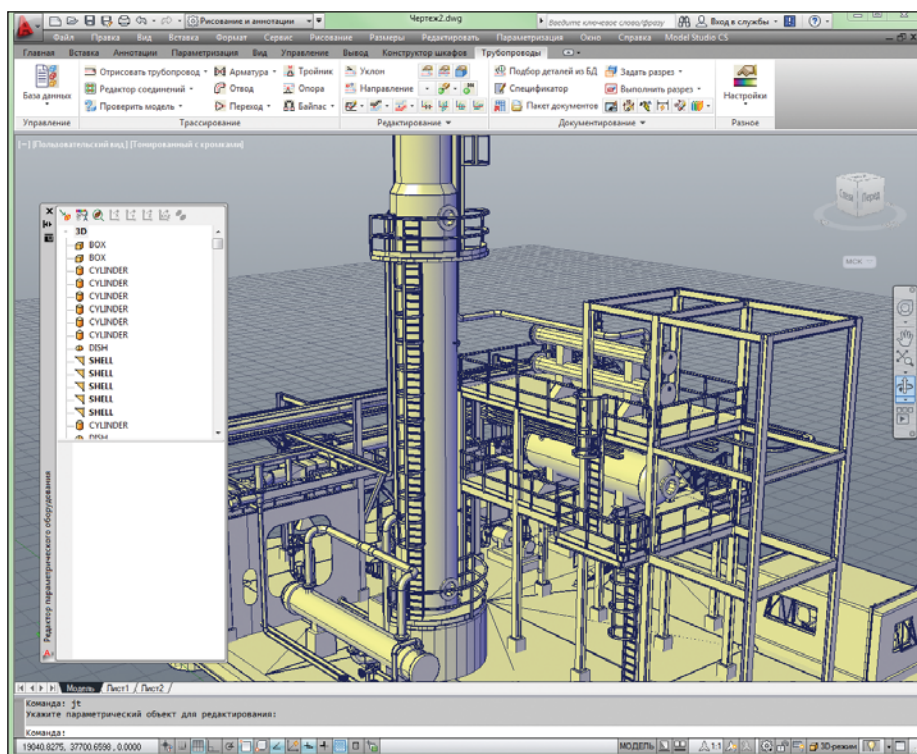 Рисование и аннотации
Чертеж2.dwg
Введите ключевое слово/фразу
Вход в службы
Файл Правка Вид Вставка Формат Сервис Рисование Размеры Редактировать Параметризация Окно Справка Model Studio CS
Главная Вставка Аннотации Параметризация Вид Управление Вывод Конструктор шкафов Трубопроводы
База данных
Отрисовать трубопровод Арматура Тройник Уклон Подбор деталей из БД Задать разрез
Редактор соединений Отвод Опора Направление Спецификатор Выполнить разрез
Проверить модель Переход Байпас Пакет документов
Настройки
Управление Трассирование Редактирование Документирование Разное
[−] [Пользовательский вид] [Тонированный с кромками]
Перед
МСК
3D
BOX
BOX
CYLINDER
CYLINDER
CYLINDER
CYLINDER
CYLINDER
CYLINDER
DISH
SHELL
SHELL
SHELL
SHELL
SHELL
CYLINDER
DISH
Редактор параметрического оборудования
Модель Лист1 Лист2
Команда: jt
Укажите параметрический объект для редактирования:
Команда:
19040.8275, 37700.6598, 0.0000
МОДЕЛЬ
1:1
3D-режим